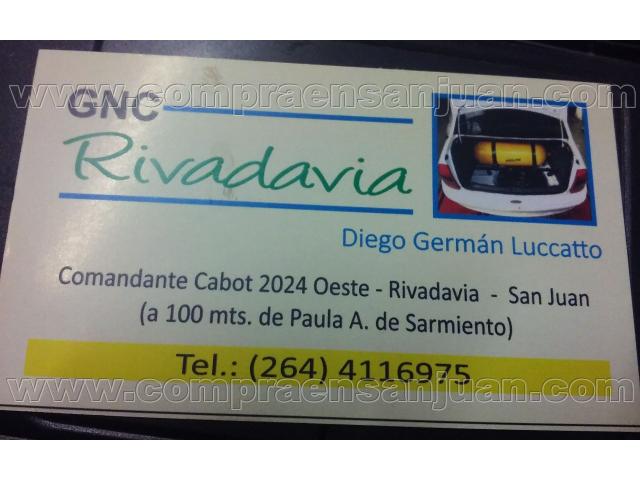 www.compraensanjuan.com
GNC
Rivadavia
Diego Germán Luccatto
Comandante Cabot 2024 Oeste - Rivadavia - San Juan
(a 100 mts. de Paula A. de Sarmiento)
Tel.: (264) 4116975
www.compraensanjuan.com